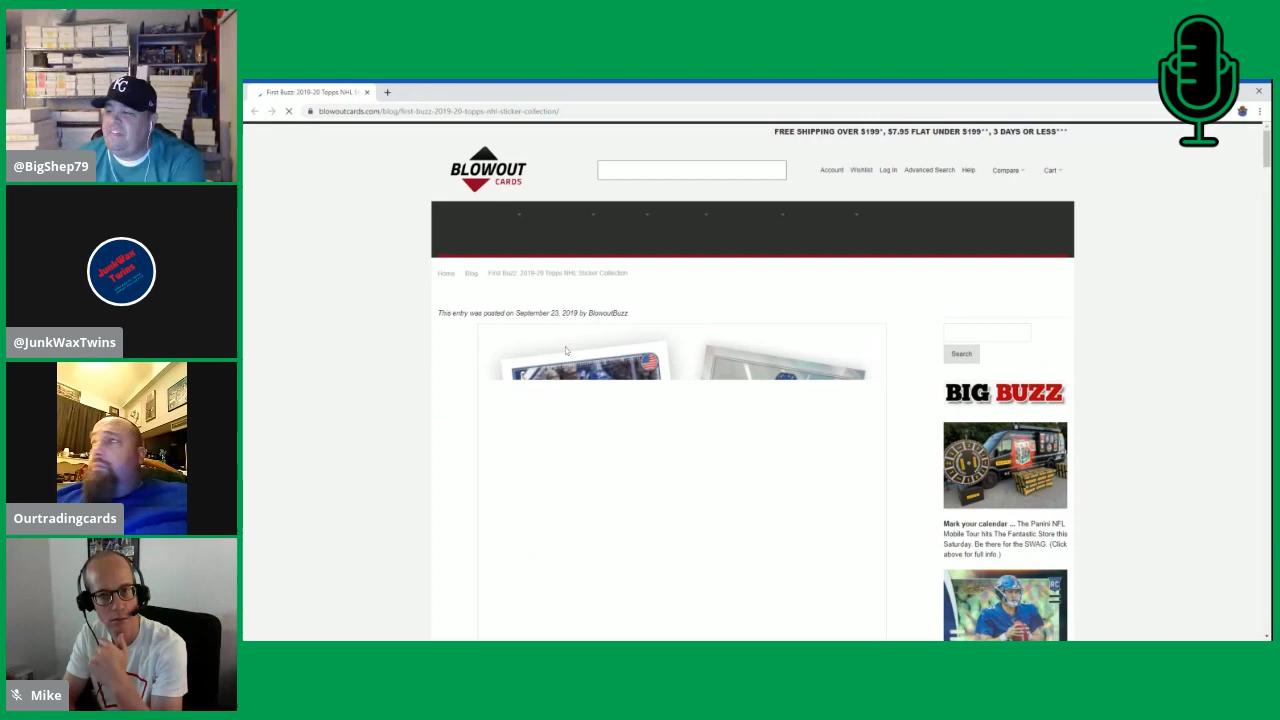 KC
@BigShep79
JunkWax
Twins
@JunkWaxTwins
Ourtradingcards
Mike
First Buzz: 2019-20 Topps NHL S
blowoutcards.com/blog/first-buzz-2019-20-topps-nhl-sticker-collection/
FREE SHIPPING OVER $199*, $7.95 FLAT UNDER $199**, 3 DAYS OR LESS***
BLOWOUT
CARDS
Account Wishlist Log In Advanced Search Help Compare Cart
Home Blog First Buzz: 2019-20 Topps NHL Sticker Collection
This entry was posted on September 23, 2019 by BlowoutBuzz.
Search
BIG BUZZ
Mark your calendar ... The Panini NFL
Mobile Tour hits The Fantastic Store this
Saturday. Be there for the SWAG. (Click
above for full info.)
RC